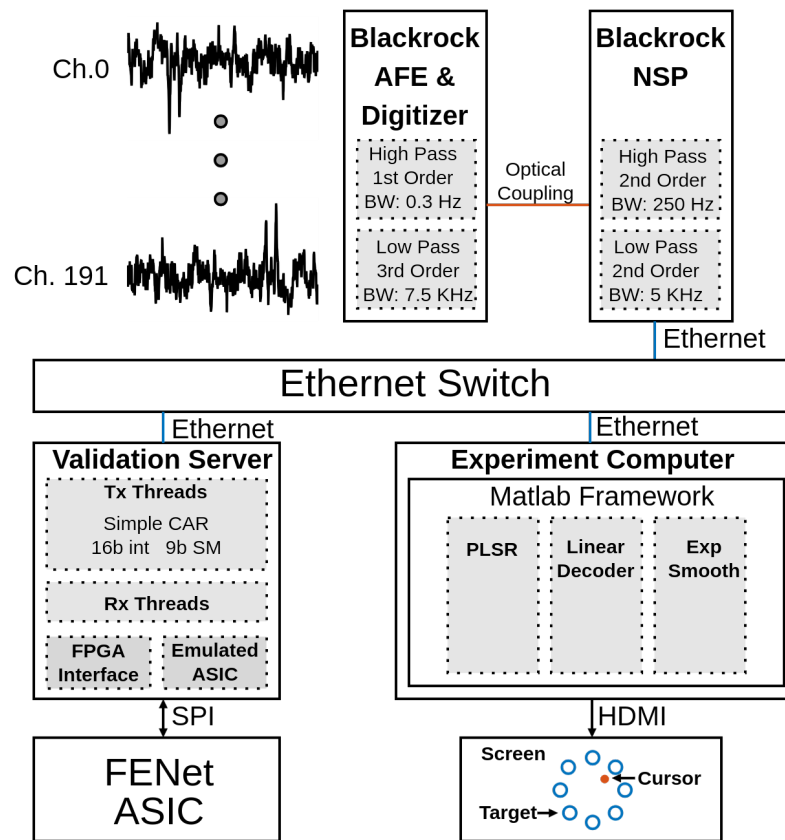 Ch.0
Ch. 191
Blackrock
AFE &
Digitizer
High Pass
1st Order
BW: 0.3 Hz
Low Pass
3rd Order
BW: 7.5 KHz
Optical
Coupling
Blackrock
NSP
High Pass
2nd Order
BW: 250 Hz
Low Pass
2nd Order
BW: 5 KHz
Ethernet
Ethernet Switch
Ethernet
Ethernet
Validation Server
Tx Threads
Simple CAR
16b int 9b SM
Rx Threads
FPGA
Interface
Emulated
ASIC
SPI
FENet
ASIC
Experiment Computer
Matlab Framework
PLSR
Linear
Decoder
Exp
Smooth
HDMI
Screen
Cursor
Target